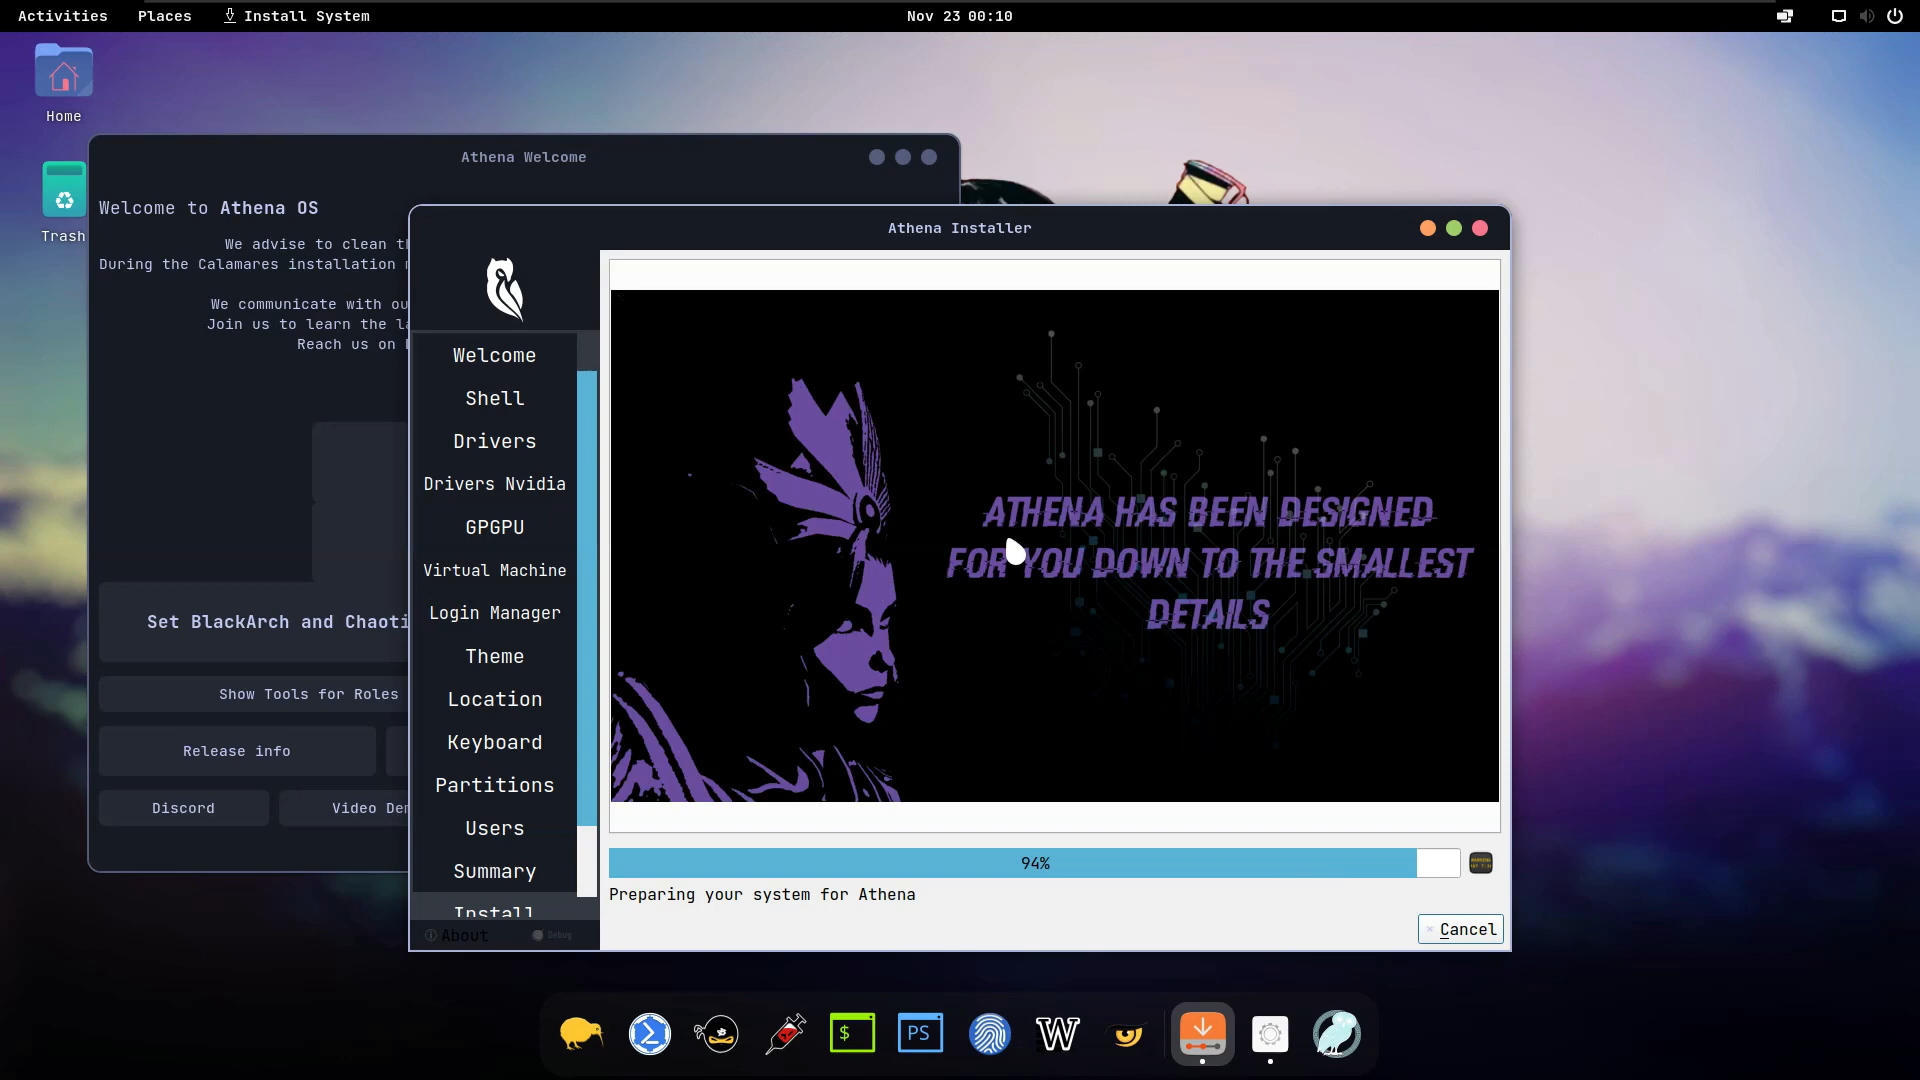 Activities Places Install System Nov 23 00:10
Home
Trash
Athena Welcome
Welcome to Athena OS
We advise to clean
During the Calamares installation
We communicate with
Join us to learn the
Reach us on
Set BlackArch and
Show Tools for Roles
Release info
Discord Video
Athena Installer
Welcome
Shell
Drivers
Drivers Nvidia
GPGPU
Virtual Machine
Login Manager
Theme
Location
Keyboard
Partitions
Users
Summary
Install
About Debug
ATHENA HAS BEEN DESIGNED
FOR YOU DOWN TO THE SMALLEST
DETAILS
94%
Preparing your system for Athena
Cancel
$
PS
W